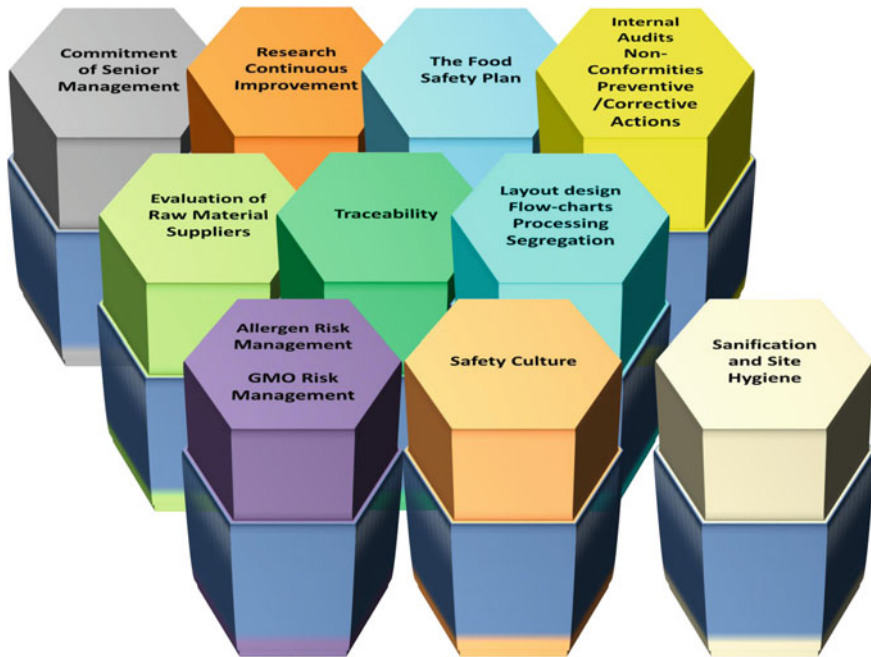 Commitment
of Senior
Management
Research
Continuous
Improvement
The Food
Safety Plan
Internal
Audits
Non-
Conformities
Preventive
/Corrective
Actions
Evaluation of
Raw Material
Suppliers
Traceability
Layout design
Flow-charts
Processing
Segregation
Allergen Risk
Management
GMO Risk
Management
Safety Culture
Sanification
and Site
Hygiene